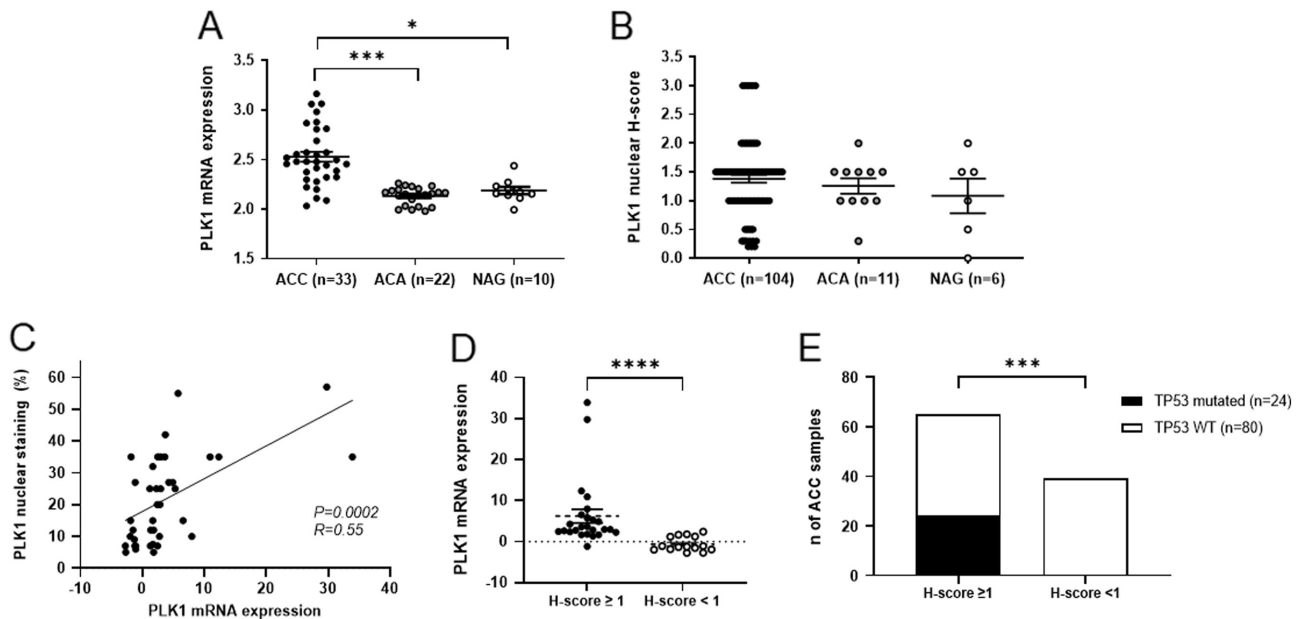 A
*
***
PLK1 mRNA expression
3.5
3.0
2.5
2.0
1.5
ACC (n=33)
ACA (n=22)
NAG (n=10)
B
PLK1 nuclear H-score
3.5
3.0
2.5
2.0
1.5
1.0
0.5
0.0
ACC (n=104)
ACA (n=11)
NAG (n=6)
C
PLK1 nuclear staining (%)
60
50
40
30
20
10
0
-10
0
10
20
30
40
P=0.0002
R=0.55
PLK1 mRNA expression
D
****
PLK1 mRNA expression
40
30
20
10
0
-10
H-score ≥ 1
H-score < 1
E
***
n of ACC samples
80
60
40
20
0
H-score ≥1
H-score <1
TP53 mutated (n=24)
TP53 WT (n=80)